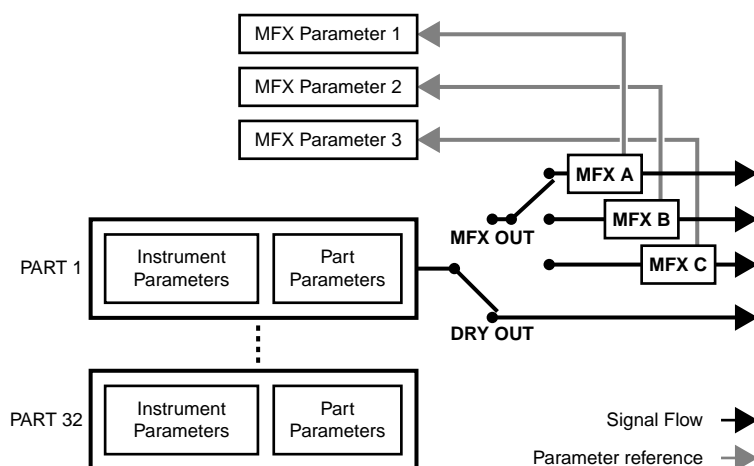 MFX Parameter 1
MFX Parameter 2
MFX Parameter 3
MFX A
MFX B
MFX OUT
MFX C
PART 1
Instrument
Parameters
Part
Parameters
DRY OUT
PART 32
Instrument
Parameters
Part
Parameters
Signal Flow
Parameter reference